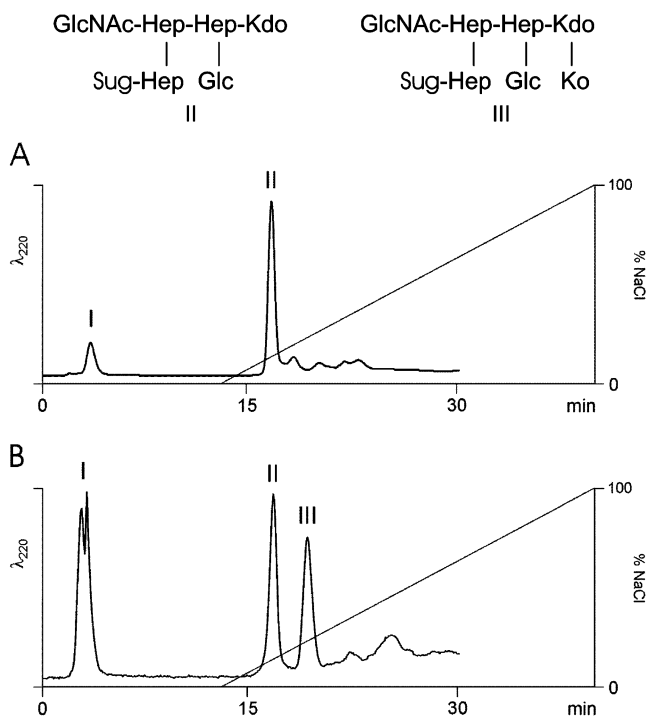 GlcNAc-Hep-Hep-Kdo GlcNAc-Hep-Hep-Kdo
Sug-Hep Glc Sug-Hep Glc Ko
II III
A
II
100
I
λ220
% NaCl
0
0 15 30 min
B
I II
100
III
λ220
% NaCl
0
0 15 30 min